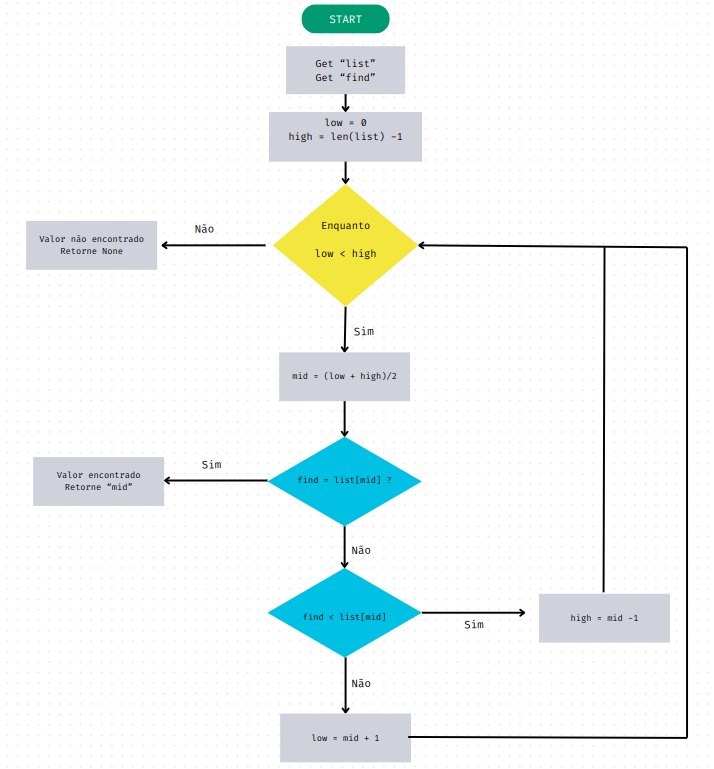 START
Get “list”
Get “find”
low = 0
high = len(list) -1
Enquanto
low < high
Não
Valor não encontrado
Retorne None
Sim
mid = (low + high)/2
find = list[mid] ?
Sim
Valor encontrado
Retorne “mid”
Não
find < list[mid]
Sim
high = mid -1
Não
low = mid + 1